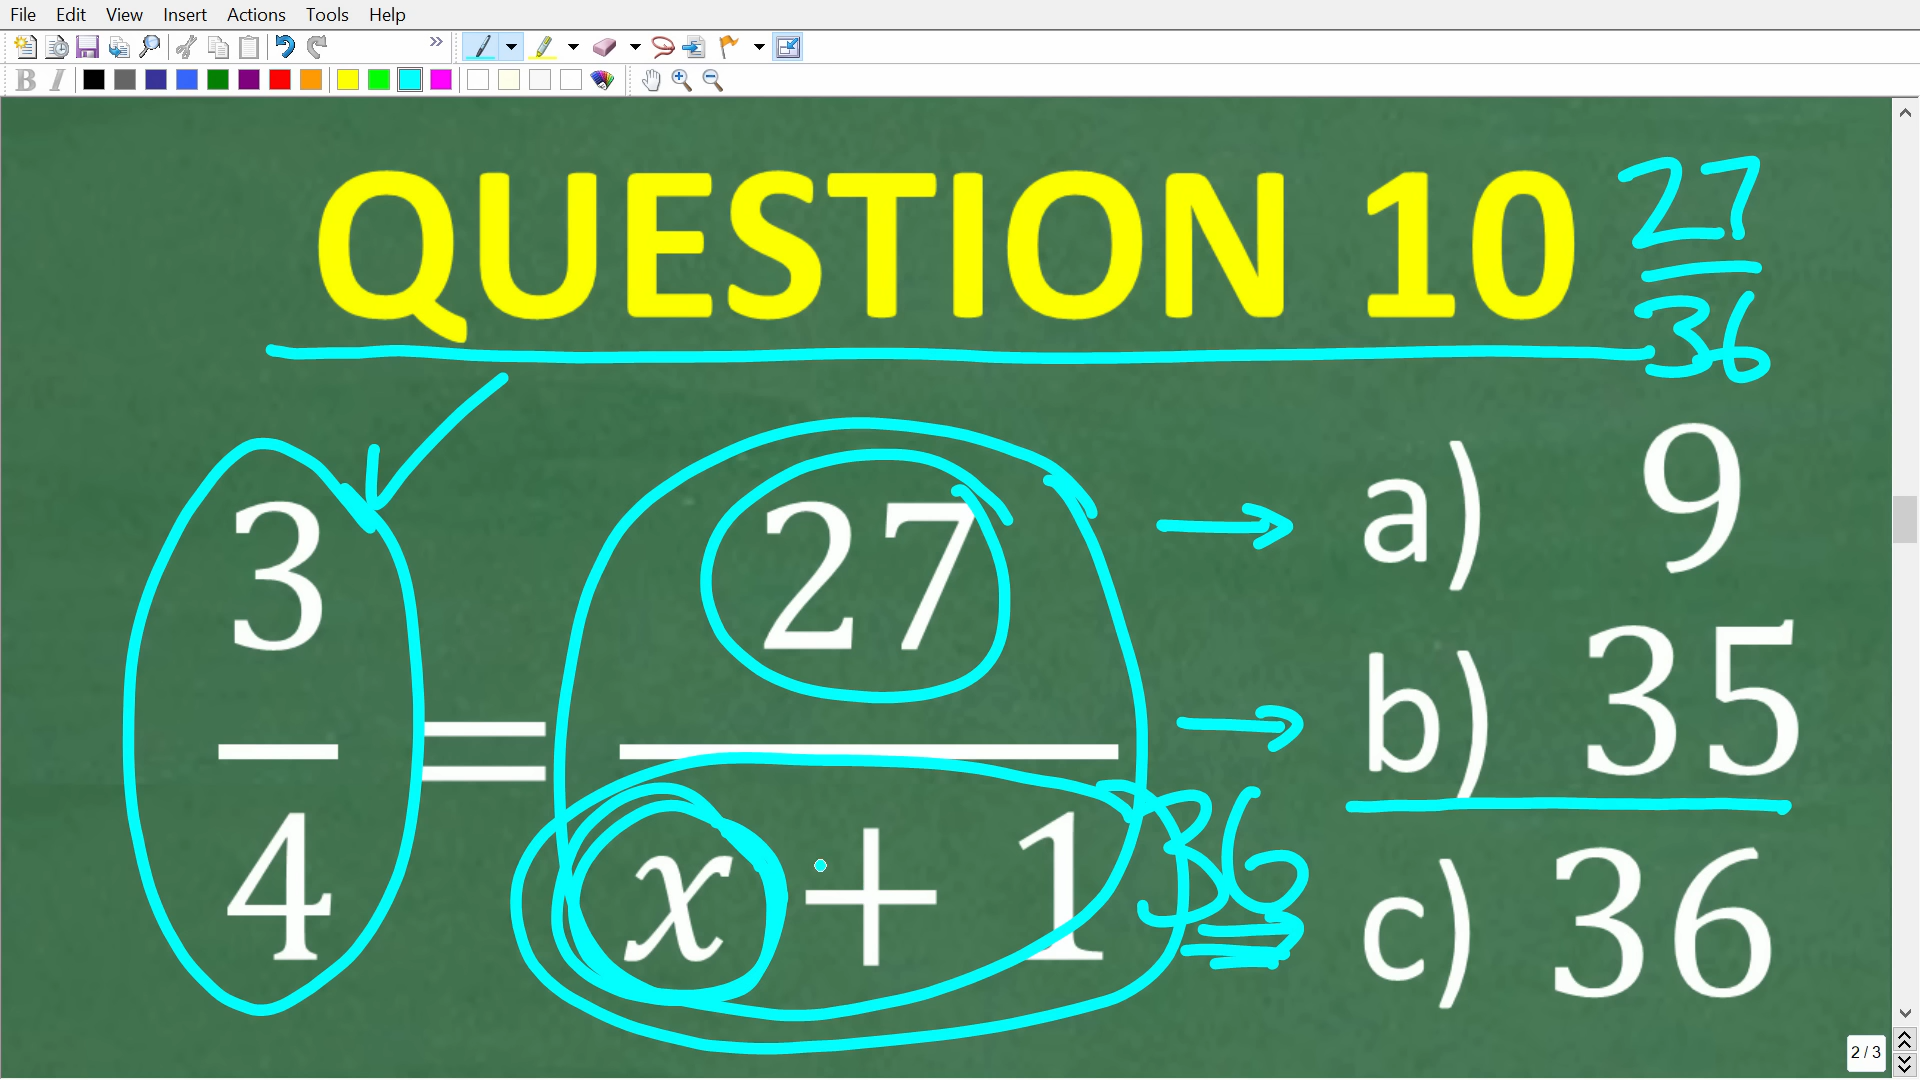 File Edit View Insert Actions Tools Help
B I
QUESTION 10
27
36
3
4
=
27
x + 1
36
a) 9
b) 35
c) 36
2 / 3